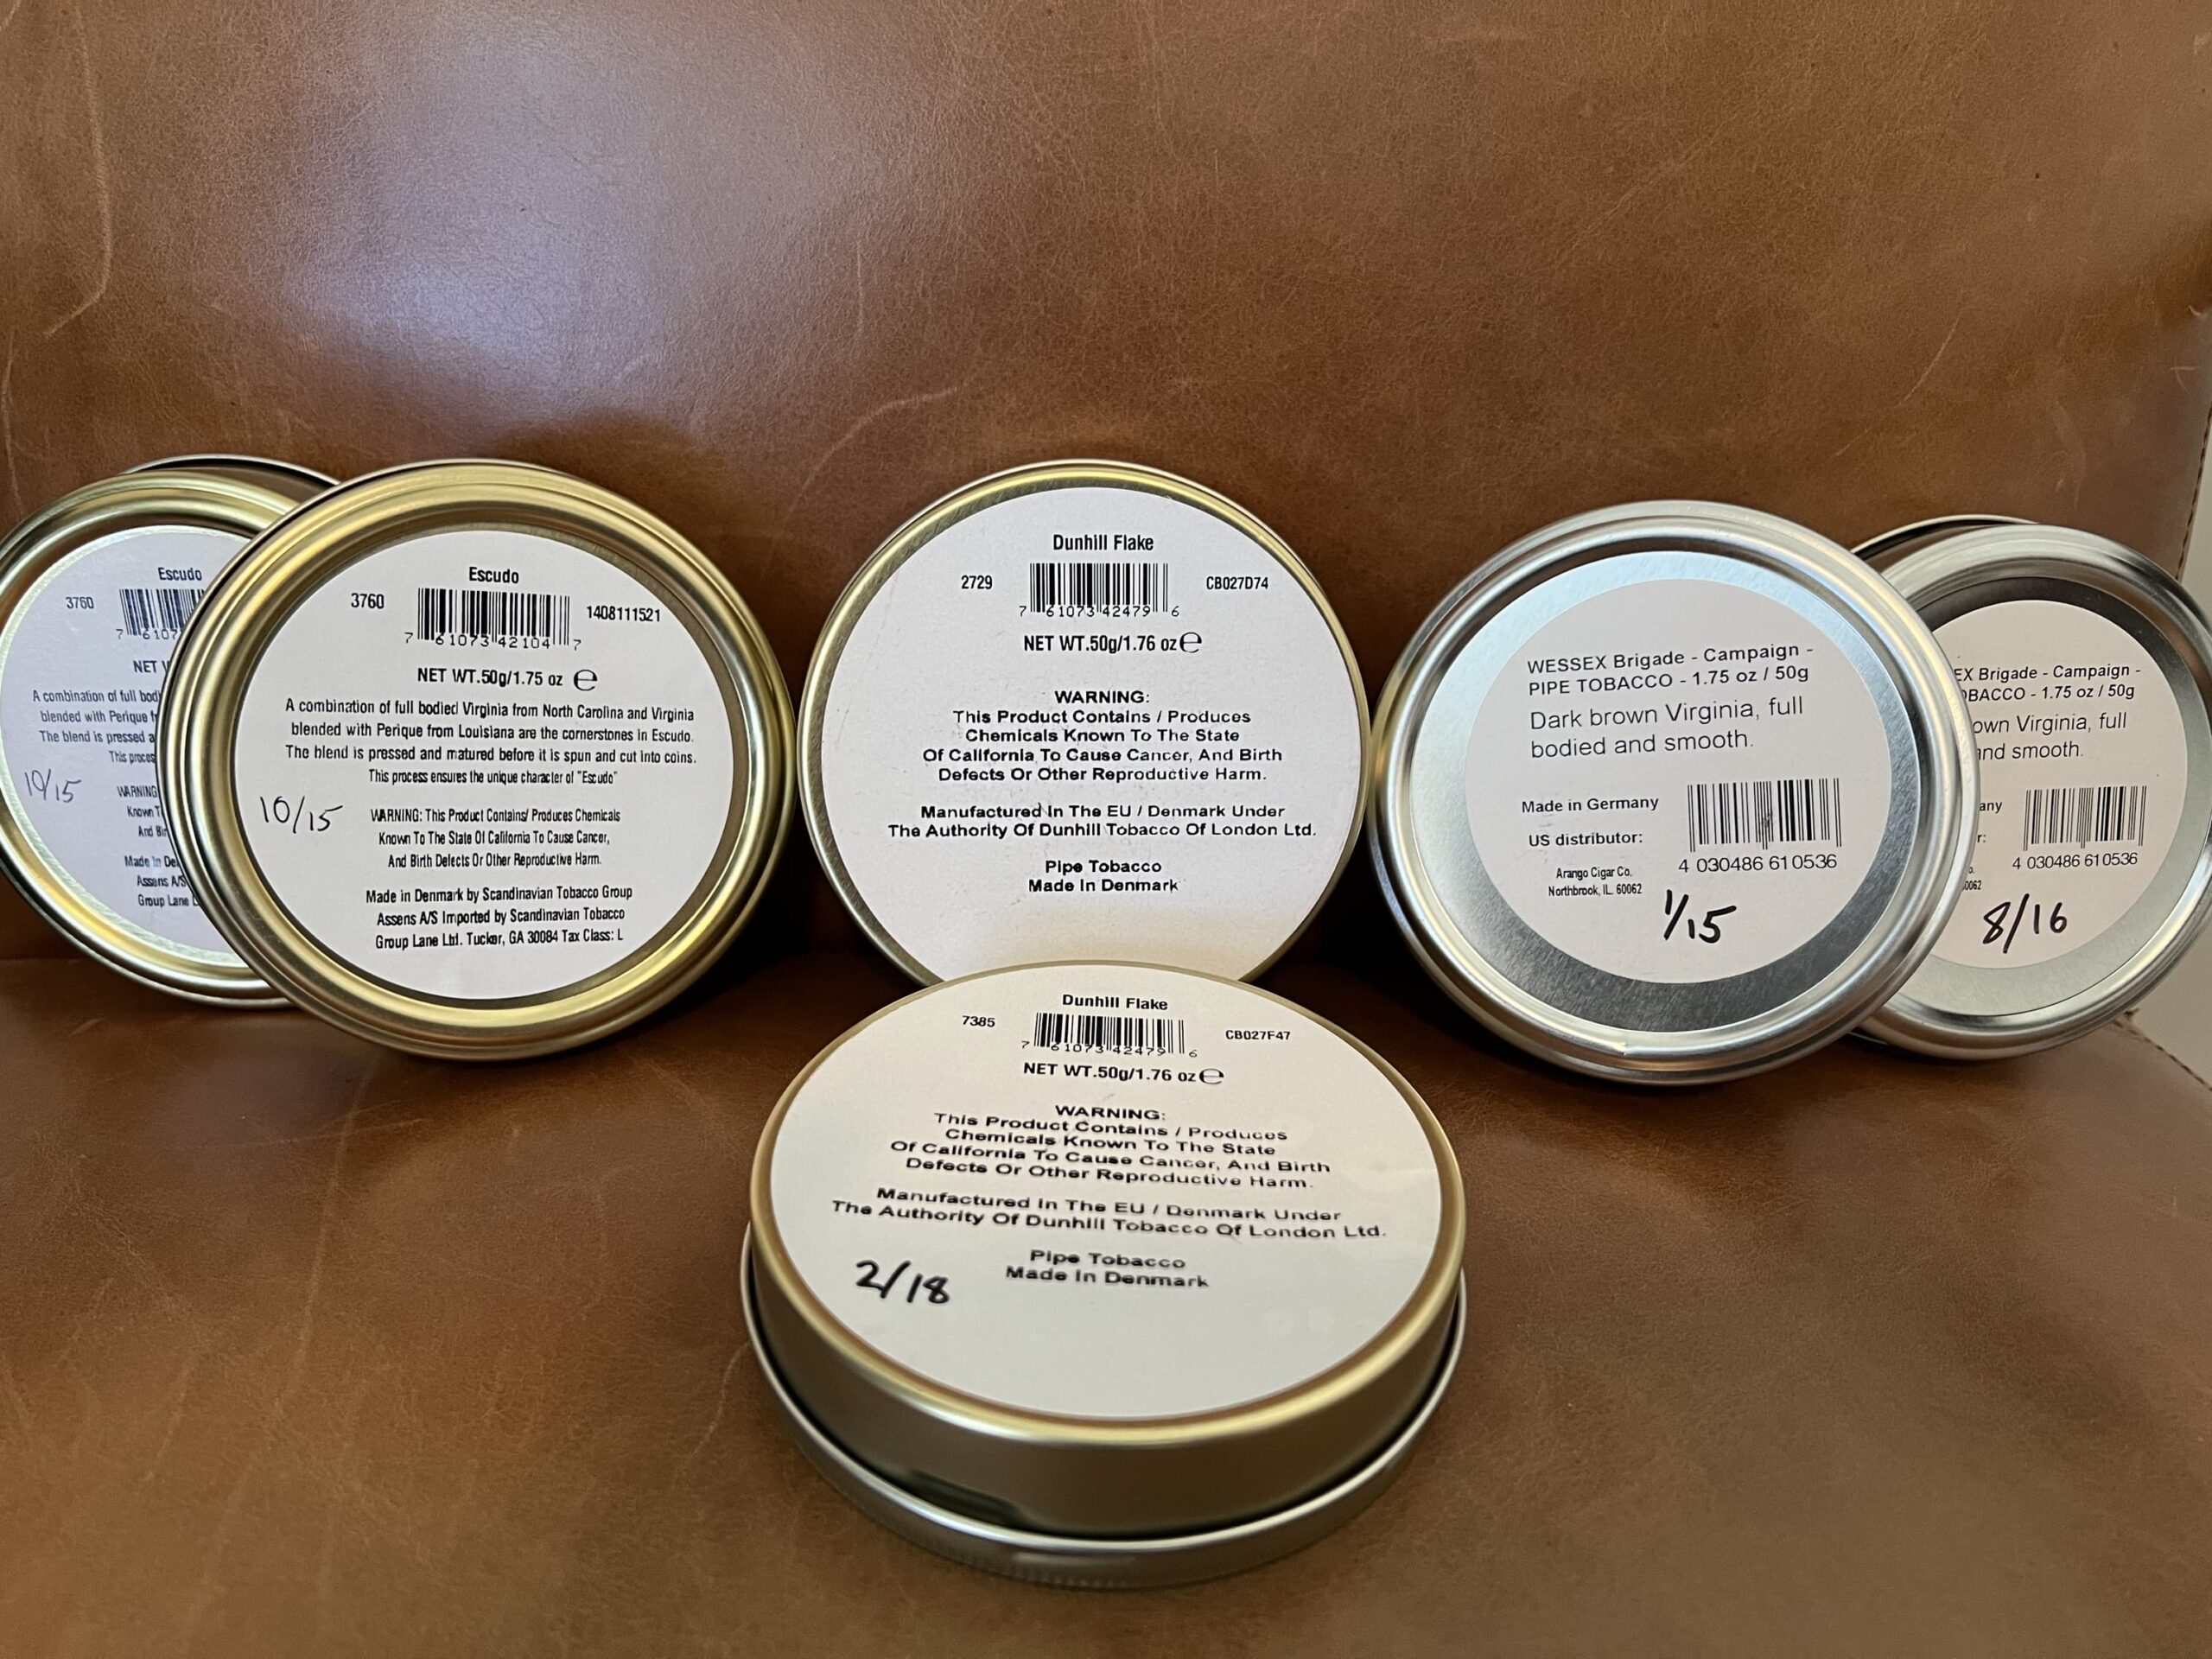 Escudo
3760
7 6107
NET
A combination of full
blended with Perique
The blend is pressed
This
10/15
WARNING
Known
And
Made In
Assens A/S
Group Lane
Escudo
3760 1408111521
7 61073 42104 7
NET WT.50g/1.75 oz ℮
A combination of full bodied Virginia from North Carolina and Virginia
blended with Perique from Louisiana are the cornerstones in Escudo.
The blend is pressed and matured before it is spun and cut into coins.
This process ensures the unique character of "Escudo"
10/15
WARNING: This Product Contains/ Produces Chemicals
Known To The State Of California To Cause Cancer,
And Birth Defects Or Other Reproductive Harm.
Made in Denmark by Scandinavian Tobacco Group
Assens A/S Imported by Scandinavian Tobacco
Group Lane Ltd. Tucker, GA 30084 Tax Class: L
Dunhill Flake
2729 CB027D74
7 61073 42479 6
NET WT.50g/1.76 oz ℮
WARNING:
This Product Contains / Produces
Chemicals Known To The State
Of California To Cause Cancer, And Birth
Defects Or Other Reproductive Harm.
Manufactured In The EU / Denmark Under
The Authority Of Dunhill Tobacco Of London Ltd.
Pipe Tobacco
Made In Denmark
WESSEX Brigade - Campaign -
PIPE TOBACCO - 1.75 oz / 50g
Dark brown Virginia, full
bodied and smooth.
Made in Germany
US distributor:
Arango Cigar Co.
Northbrook, IL. 60062
4 030486 610536
1/15
EX Brigade - Campaign -
OBACCO - 1.75 oz / 50g
own Virginia, full
and smooth.
any
r:
o.
0062
4 030486 610536
8/16
Dunhill Flake
7385 CB027F47
7 61073 42479 6
NET WT.50g/1.76 oz ℮
WARNING:
This Product Contains / Produces
Chemicals Known To The State
Of California To Cause Cancer, And Birth
Defects Or Other Reproductive Harm.
Manufactured In The EU / Denmark Under
The Authority Of Dunhill Tobacco Of London Ltd.
Pipe Tobacco
Made In Denmark
2/18